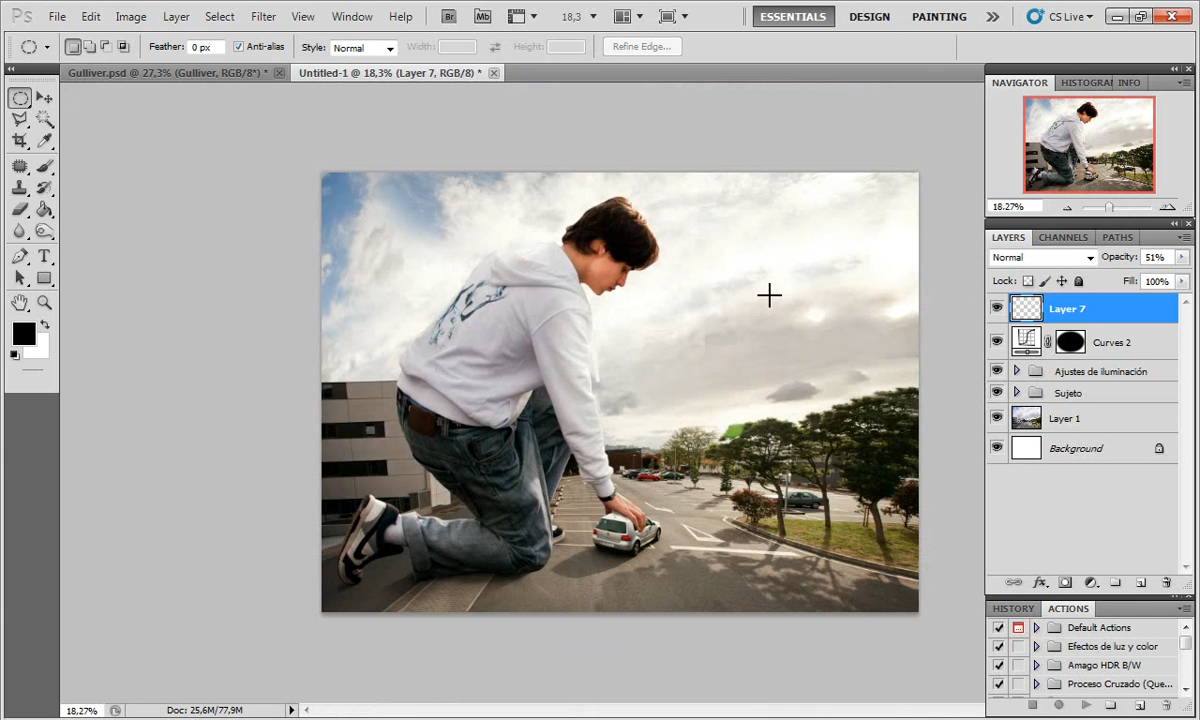 Ps File Edit Image Layer Select Filter View Window Help Br Mb 18,3 ESSENTIALS DESIGN PAINTING CS Live
Feather: 0 px Anti-alias Style: Normal Width: Height: Refine Edge...
Gulliver.psd @ 27,3% (Gulliver, RGB/8*) * Untitled-1 @ 18,3% (Layer 7, RGB/8) *
NAVIGATOR HISTOGRAM INFO
18.27%
LAYERS CHANNELS PATHS
Normal Opacity: 51%
Lock: Fill: 100%
Layer 7
Curves 2
Ajustes de iluminación
Sujeto
Layer 1
Background
fx
HISTORY ACTIONS
Default Actions
Efectos de luz y color
Amago HDR B/W
Proceso Cruzado (Que...
18,27% Doc: 25,6M/77,9M